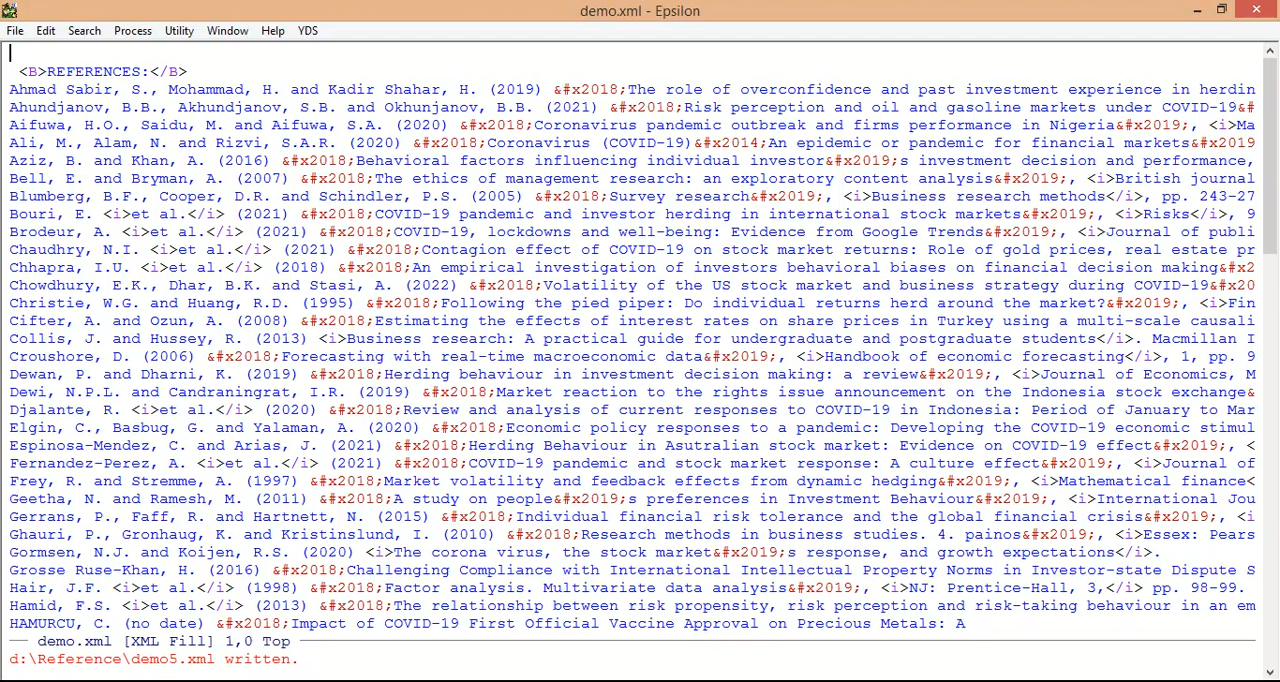 demo.xml - Epsilon
File Edit Search Process Utility Window Help YDS
<B>REFERENCES:</B>
Ahmad Sabir, S., Mohammad, H. and Kadir Shahar, H. (2019) &#x2018;The role of overconfidence and past investment experience in herdin
Ahundjanov, B.B., Akhundjanov, S.B. and Okhunjanov, B.B. (2021) &#x2018;Risk perception and oil and gasoline markets under COVID-19&#
Aifuwa, H.O., Saidu, M. and Aifuwa, S.A. (2020) &#x2018;Coronavirus pandemic outbreak and firms performance in Nigeria&#x2019;, <i>Ma
Ali, M., Alam, N. and Rizvi, S.A.R. (2020) &#x2018;Coronavirus (COVID-19)&#x2014;An epidemic or pandemic for financial markets&#x2019
Aziz, B. and Khan, A. (2016) &#x2018;Behavioral factors influencing individual investor&#x2019;s investment decision and performance,
Bell, E. and Bryman, A. (2007) &#x2018;The ethics of management research: an exploratory content analysis&#x2019;, <i>British journal
Blumberg, B.F., Cooper, D.R. and Schindler, P.S. (2005) &#x2018;Survey research&#x2019;, <i>Business research methods</i>, pp. 243-27
Bouri, E. <i>et al.</i> (2021) &#x2018;COVID-19 pandemic and investor herding in international stock markets&#x2019;, <i>Risks</i>, 9
Brodeur, A. <i>et al.</i> (2021) &#x2018;COVID-19, lockdowns and well-being: Evidence from Google Trends&#x2019;, <i>Journal of publi
Chaudhry, N.I. <i>et al.</i> (2021) &#x2018;Contagion effect of COVID-19 on stock market returns: Role of gold prices, real estate pr
Chhapra, I.U. <i>et al.</i> (2018) &#x2018;An empirical investigation of investors behavioral biases on financial decision making&#x2
Chowdhury, E.K., Dhar, B.K. and Stasi, A. (2022) &#x2018;Volatility of the US stock market and business strategy during COVID-19&#x20
Christie, W.G. and Huang, R.D. (1995) &#x2018;Following the pied piper: Do individual returns herd around the market?&#x2019;, <i>Fin
Cifter, A. and Ozun, A. (2008) &#x2018;Estimating the effects of interest rates on share prices in Turkey using a multi-scale causali
Collis, J. and Hussey, R. (2013) <i>Business research: A practical guide for undergraduate and postgraduate students</i>. Macmillan I
Croushore, D. (2006) &#x2018;Forecasting with real-time macroeconomic data&#x2019;, <i>Handbook of economic forecasting</i>, 1, pp. 9
Dewan, P. and Dharni, K. (2019) &#x2018;Herding behaviour in investment decision making: a review&#x2019;, <i>Journal of Economics, M
Dewi, N.P.L. and Candraningrat, I.R. (2019) &#x2018;Market reaction to the rights issue announcement on the Indonesia stock exchange&
Djalante, R. <i>et al.</i> (2020) &#x2018;Review and analysis of current responses to COVID-19 in Indonesia: Period of January to Mar
Elgin, C., Basbug, G. and Yalaman, A. (2020) &#x2018;Economic policy responses to a pandemic: Developing the COVID-19 economic stimul
Espinosa-Mendez, C. and Arias, J. (2021) &#x2018;Herding Behaviour in Asutralian stock market: Evidence on COVID-19 effect&#x2019;, <
Fernandez-Perez, A. <i>et al.</i> (2021) &#x2018;COVID-19 pandemic and stock market response: A culture effect&#x2019;, <i>Journal of
Frey, R. and Stremme, A. (1997) &#x2018;Market volatility and feedback effects from dynamic hedging&#x2019;, <i>Mathematical finance<
Geetha, N. and Ramesh, M. (2011) &#x2018;A study on people&#x2019;s preferences in Investment Behaviour&#x2019;, <i>International Jou
Gerrans, P., Faff, R. and Hartnett, N. (2015) &#x2018;Individual financial risk tolerance and the global financial crisis&#x2019;, <i
Ghauri, P., Gronhaug, K. and Kristinslund, I. (2010) &#x2018;Research methods in business studies. 4. painos&#x2019;, <i>Essex: Pears
Gormsen, N.J. and Koijen, R.S. (2020) <i>The corona virus, the stock market&#x2019;s response, and growth expectations</i>.
Grosse Ruse-Khan, H. (2016) &#x2018;Challenging Compliance with International Intellectual Property Norms in Investor-state Dispute S
Hair, J.F. <i>et al.</i> (1998) &#x2018;Factor analysis. Multivariate data analysis&#x2019;, <i>NJ: Prentice-Hall, 3,</i> pp. 98-99.
Hamid, F.S. <i>et al.</i> (2013) &#x2018;The relationship between risk propensity, risk perception and risk-taking behaviour in an em
HAMURCU, C. (no date) &#x2018;Impact of COVID-19 First Official Vaccine Approval on Precious Metals: A
demo.xml [XML Fill] 1,0 Top
d:\Reference\demo5.xml written.